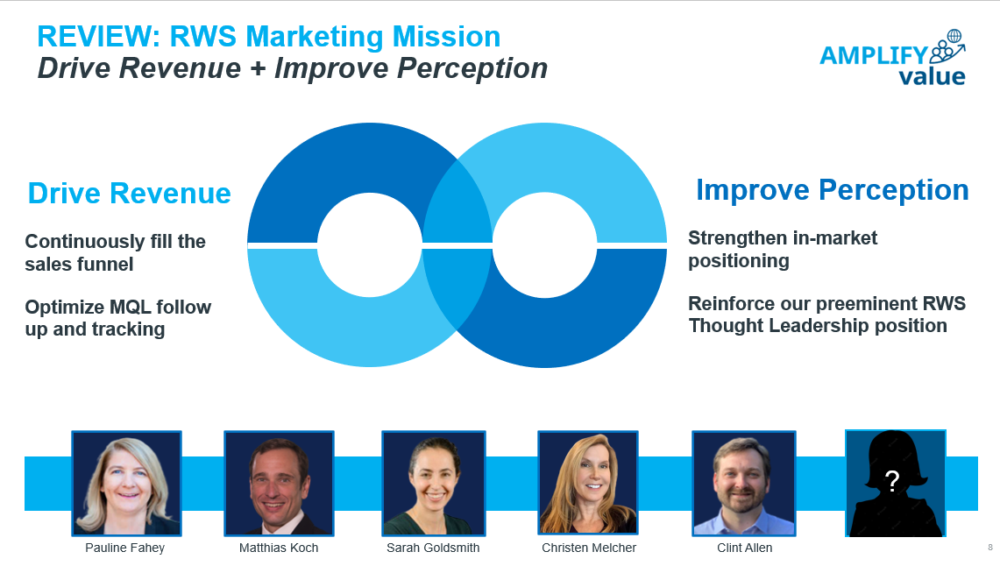 REVIEW: RWS Marketing Mission
Drive Revenue + Improve Perception
AMPLIFY
value
Drive Revenue
Continuously fill the
sales funnel
Optimize MQL follow
up and tracking
Improve Perception
Strengthen in-market
positioning
Reinforce our preeminent RWS
Thought Leadership position
?
Pauline Fahey
Matthias Koch
Sarah Goldsmith
Christen Melcher
Clint Allen
8